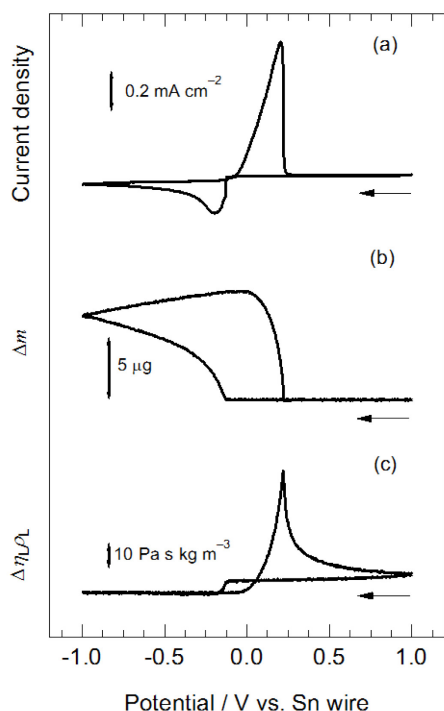 (a)
0.2 mA cm⁻²
Current density
(b)
5 μg
Δm
(c)
10 Pa s kg m⁻³
Δη_Lρ_L
-1.0 -0.5 0.0 0.5 1.0
Potential / V vs. Sn wire